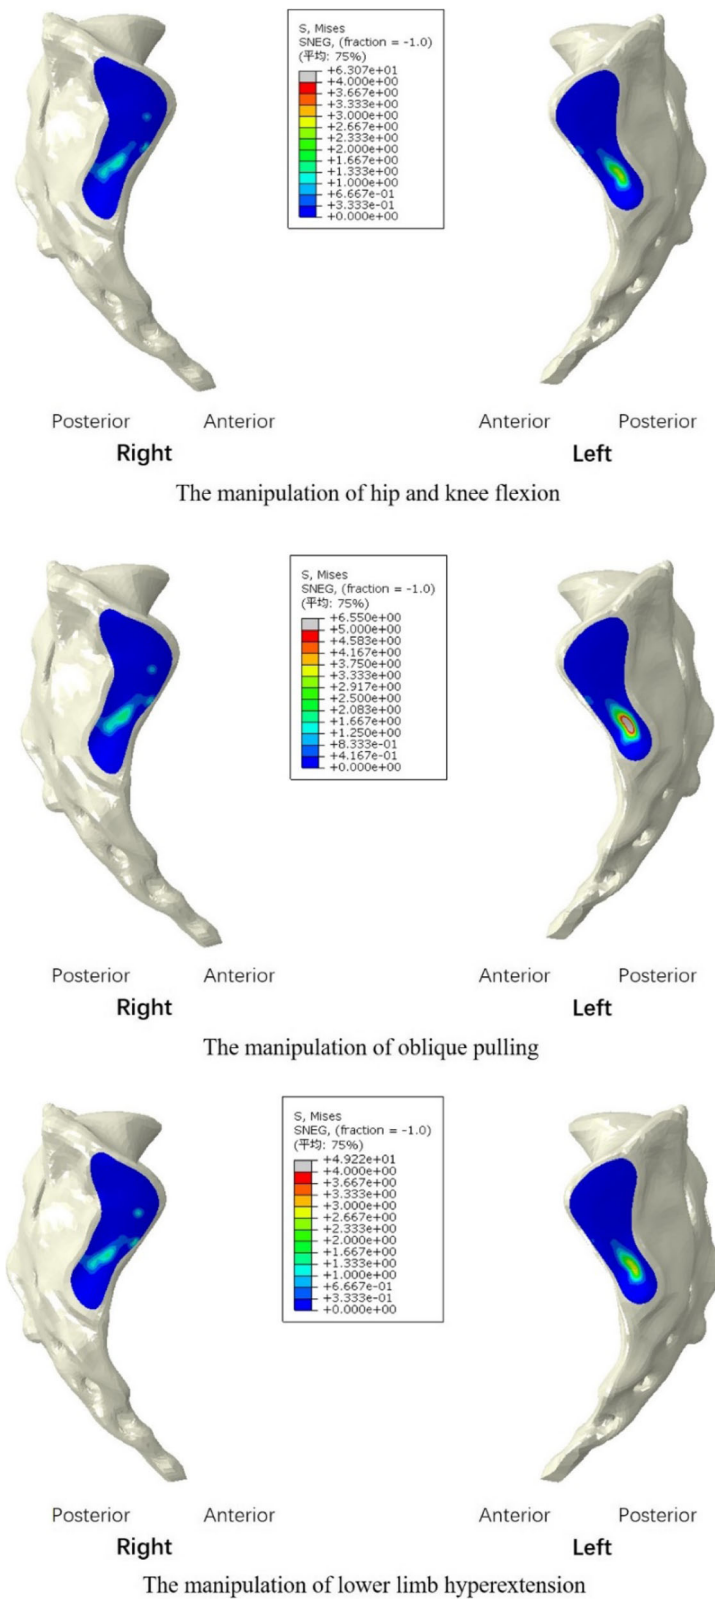 S, Mises
SNEG, (fraction = -1.0)
(平均: 75%)
+6.307e+01
+4.000e+00
+3.667e+00
+3.333e+00
+3.000e+00
+2.667e+00
+2.333e+00
+2.000e+00
+1.667e+00
+1.333e+00
+1.000e+00
+6.667e-01
+3.333e-01
+0.000e+00
Posterior Anterior Anterior Posterior
Right Left
The manipulation of hip and knee flexion
S, Mises
SNEG, (fraction = -1.0)
(平均: 75%)
+6.550e+00
+5.000e+00
+4.583e+00
+4.167e+00
+3.750e+00
+3.333e+00
+2.917e+00
+2.500e+00
+2.083e+00
+1.667e+00
+1.250e+00
+8.333e-01
+4.167e-01
+0.000e+00
Posterior Anterior Anterior Posterior
Right Left
The manipulation of oblique pulling
S, Mises
SNEG, (fraction = -1.0)
(平均: 75%)
+4.922e+01
+4.000e+00
+3.667e+00
+3.333e+00
+3.000e+00
+2.667e+00
+2.333e+00
+2.000e+00
+1.667e+00
+1.333e+00
+1.000e+00
+6.667e-01
+3.333e-01
+0.000e+00
Posterior Anterior Anterior Posterior
Right Left
The manipulation of lower limb hyperextension